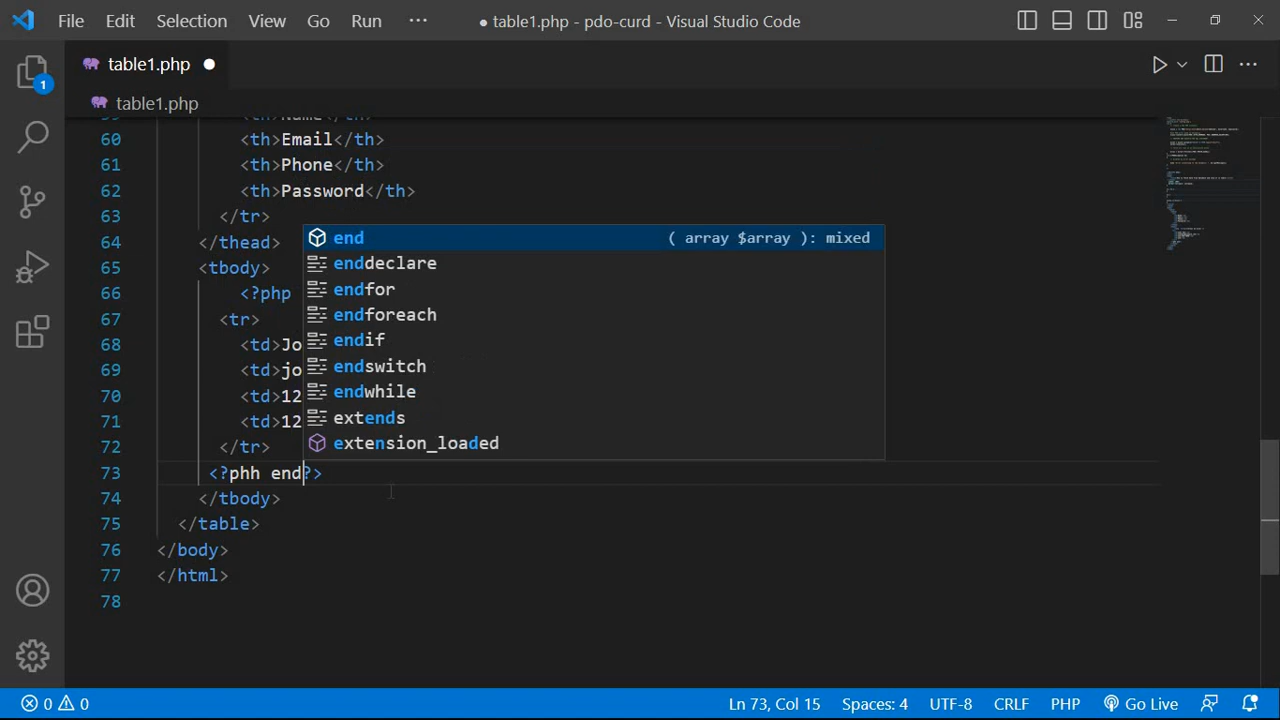 File Edit Selection View Go Run ··· ● table1.php - pdo-curd - Visual Studio Code
table1.php
table1.php
60 <th>Email</th>
61 <th>Phone</th>
62 <th>Password</th>
63 </tr>
64 </thead>
65 <tbody>
66 <?php
67 <tr>
68 <td>Jo
69 <td>jo
70 <td>12
71 <td>12
72 </tr>
73 <?phh end?>
74 </tbody>
75 </table>
76 </body>
77 </html>
78
end ( array $array ): mixed
enddeclare
endfor
endforeach
endif
endswitch
endwhile
extends
extension_loaded
1
0 0 Ln 73, Col 15 Spaces: 4 UTF-8 CRLF PHP Go Live